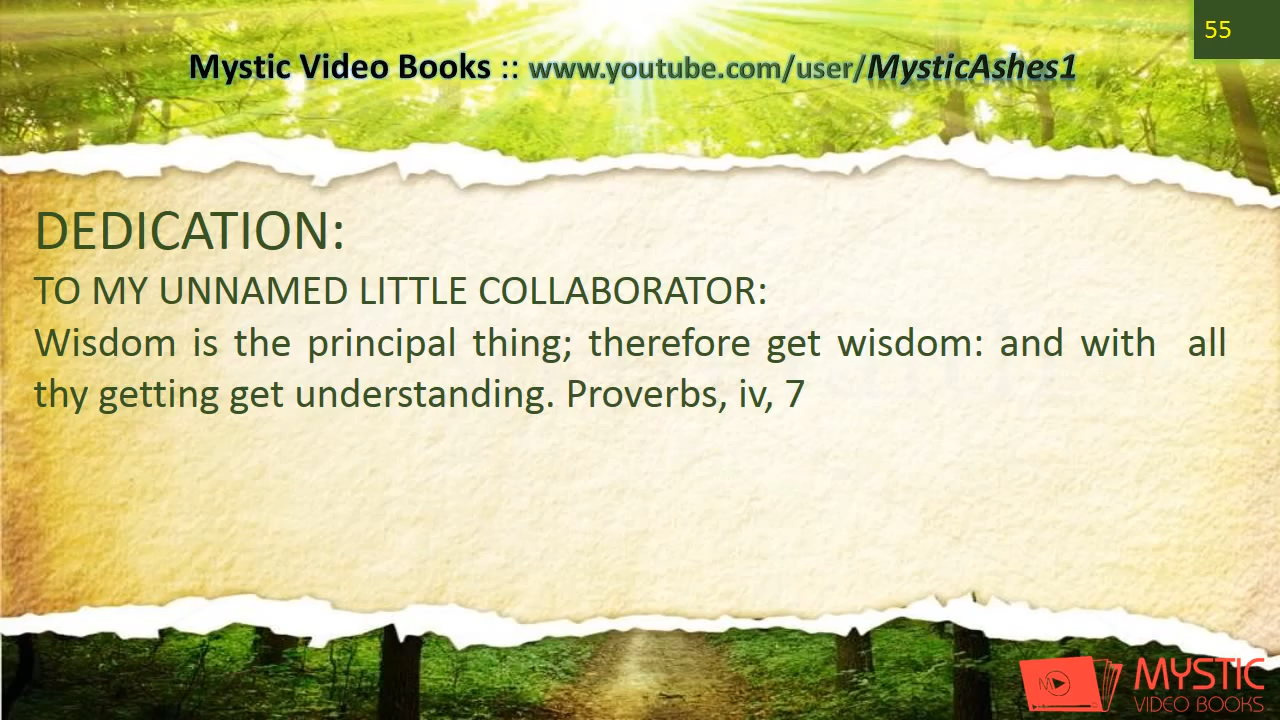 55
Mystic Video Books :: www.youtube.com/user/MysticAshes1
DEDICATION:
TO MY UNNAMED LITTLE COLLABORATOR:
Wisdom is the principal thing; therefore get wisdom: and with all
thy getting get understanding. Proverbs, iv, 7
MYSTIC
VIDEO BOOKS